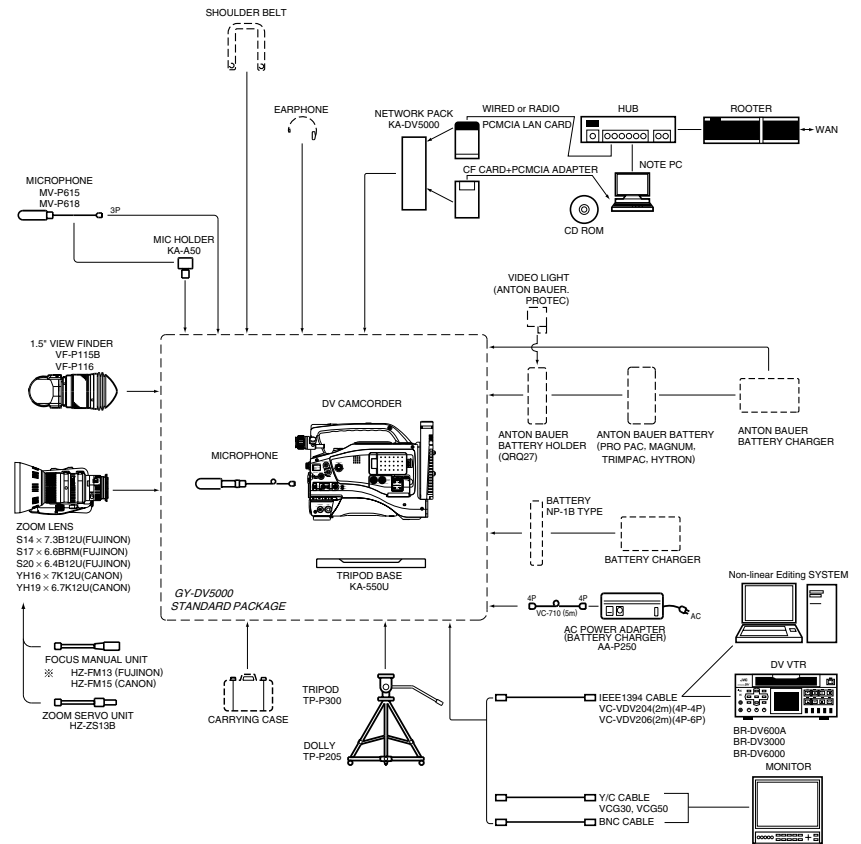 SHOULDER BELT
EARPHONE
NETWORK PACK
KA-DV5000
WIRED or RADIO
PCMCIA LAN CARD
HUB
ROOTER
WAN
CF CARD+PCMCIA ADAPTER
NOTE PC
CD ROM
MICROPHONE
MV-P615
MV-P618
3P
MIC HOLDER
KA-A50
VIDEO LIGHT
(ANTON BAUER.
PROTEC)
1.5" VIEW FINDER
VF-P115B
VF-P116
DV CAMCORDER
MICROPHONE
ANTON BAUER
BATTERY HOLDER
(QRQ27)
ANTON BAUER BATTERY
(PRO PAC, MAGNUM,
TRIMPAC, HYTRON)
ANTON BAUER
BATTERY CHARGER
ZOOM LENS
S14 × 7.3B12U(FUJINON)
S17 × 6.6BRM(FUJINON)
S20 × 6.4B12U(FUJINON)
YH16 × 7K12U(CANON)
YH19 × 6.7K12U(CANON)
BATTERY
NP-1B TYPE
BATTERY CHARGER
TRIPOD BASE
KA-550U
GY-DV5000
STANDARD PACKAGE
4P
4P
VC-710 (5m)
AC
AC POWER ADAPTER
(BATTERY CHARGER)
AA-P250
Non-linear Editing SYSTEM
FOCUS MANUAL UNIT
※ HZ-FM13 (FUJINON)
HZ-FM15 (CANON)
ZOOM SERVO UNIT
HZ-ZS13B
CARRYING CASE
TRIPOD
TP-P300
DOLLY
TP-P205
IEEE1394 CABLE
VC-VDV204(2m)(4P-4P)
VC-VDV206(2m)(4P-6P)
DV VTR
BR-DV600A
BR-DV3000
BR-DV6000
MONITOR
Y/C CABLE
VCG30, VCG50
BNC CABLE